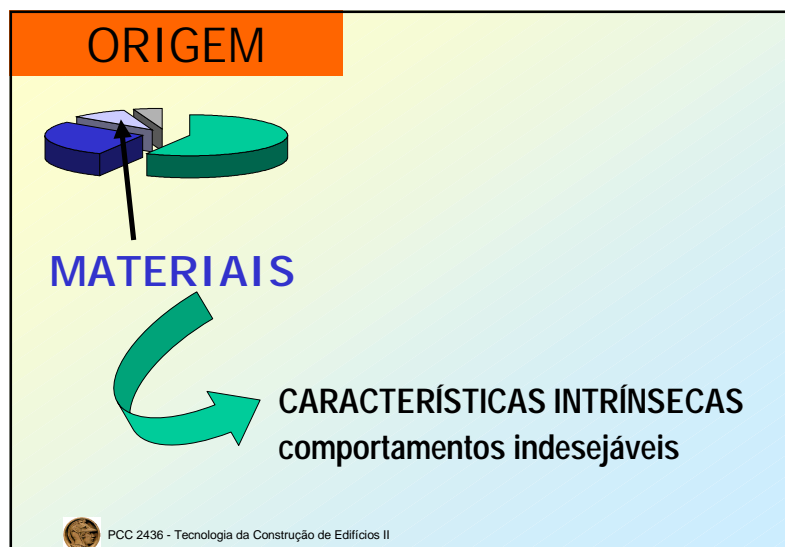 ORIGEM
MATERIAIS
CARACTERÍSTICAS INTRÍNSECAS
comportamentos indesejáveis
PCC 2436 - Tecnologia da Construção de Edifícios II